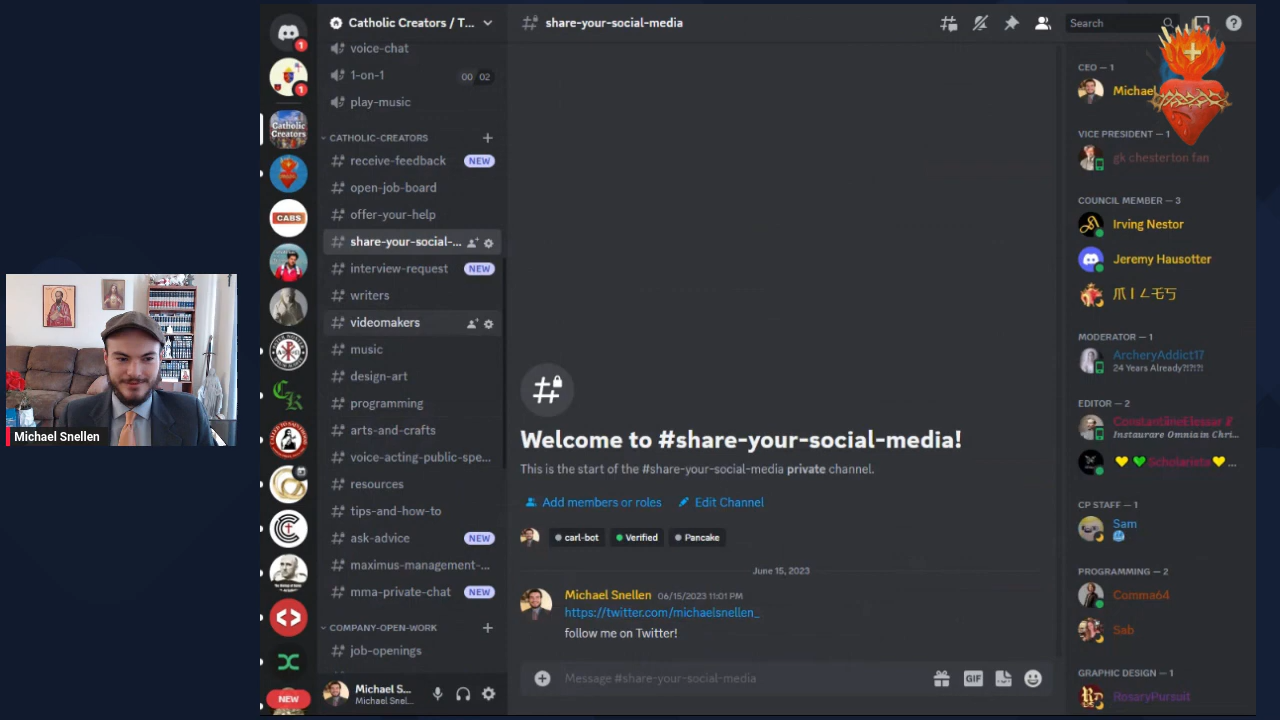 Catholic Creators / T...
share-your-social-media
Search
voice-chat
1-on-1
00 02
play-music
CATHOLIC-CREATORS
receive-feedback NEW
open-job-board
offer-your-help
share-your-social-...
interview-request NEW
writers
videomakers
music
design-art
programming
arts-and-crafts
voice-acting-public-spe...
resources
tips-and-how-to
ask-advice NEW
maximus-management-...
mma-private-chat NEW
COMPANY-OPEN-WORK
job-openings
Michael S...
Michael Snel...
1
1
Catholic
Creators
CABS
NEW
Michael Snellen
Welcome to #share-your-social-media!
This is the start of the #share-your-social-media private channel.
Add members or roles
Edit Channel
carl-bot
Verified
Pancake
June 15, 2023
Michael Snellen 06/15/2023 11:01 PM
https://twitter.com/michaelsnellen_
follow me on Twitter!
Message #share-your-social-media
GIF
CEO — 1
Michael
VICE PRESIDENT — 1
gk chesterton fan
COUNCIL MEMBER — 3
Irving Nestor
Jeremy Hausotter
MODERATOR — 1
ArcheryAddict17
24 Years Already?!?!?!
EDITOR — 2
Instaurare Omnia in Chri...
CP STAFF — 1
Sam
PROGRAMMING — 2
Comma64
Seb
GRAPHIC DESIGN — 1
RosaryPursuit